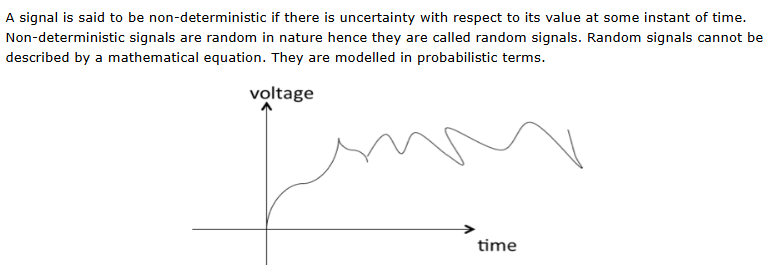 A signal is said to be non-deterministic if there is uncertainty with respect to its value at some instant of time.
Non-deterministic signals are random in nature hence they are called random signals. Random signals cannot be
described by a mathematical equation. They are modelled in probabilistic terms.
voltage
time